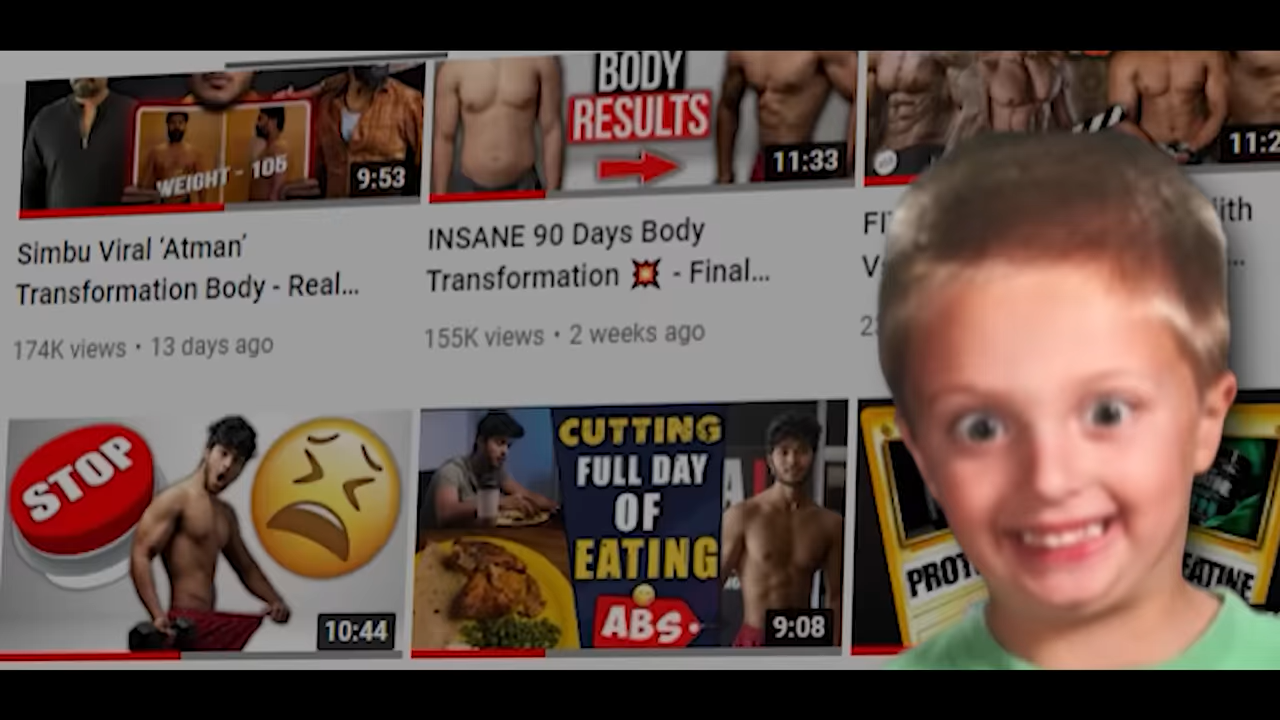 WEIGHT - 105
9:53
BODY
RESULTS
11:33
11:2
Simbu Viral ‘Atman’
Transformation Body - Real...
174K views • 13 days ago
INSANE 90 Days Body
Transformation 💥 - Final...
155K views • 2 weeks ago
STOP
10:44
CUTTING
FULL DAY
OF
EATING
ABS
9:08